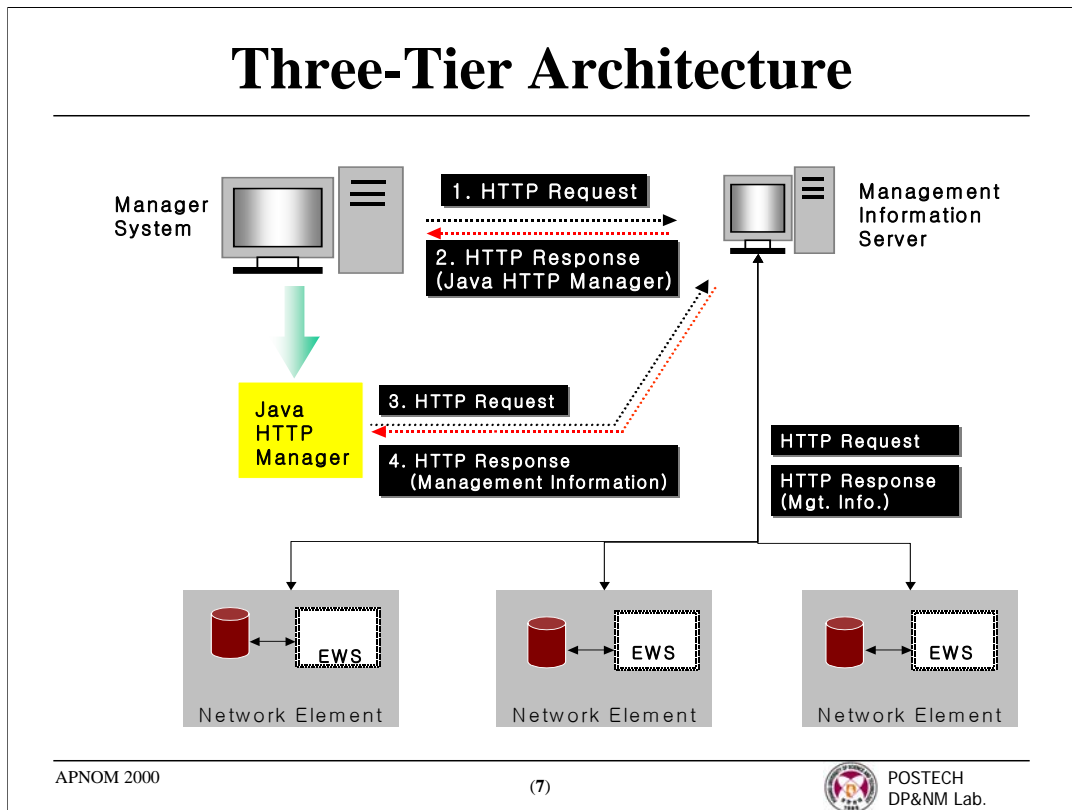 Three-Tier Architecture
Manager
System
1. HTTP Request
2. HTTP Response
(Java HTTP Manager)
Management
Information
Server
Java
HTTP
Manager
3. HTTP Request
4. HTTP Response
(Management Information)
HTTP Request
HTTP Response
(Mgt. Info.)
EWS
Network Element
EWS
Network Element
EWS
Network Element
APNOM 2000
(7)
POSTECH
DP&NM Lab.